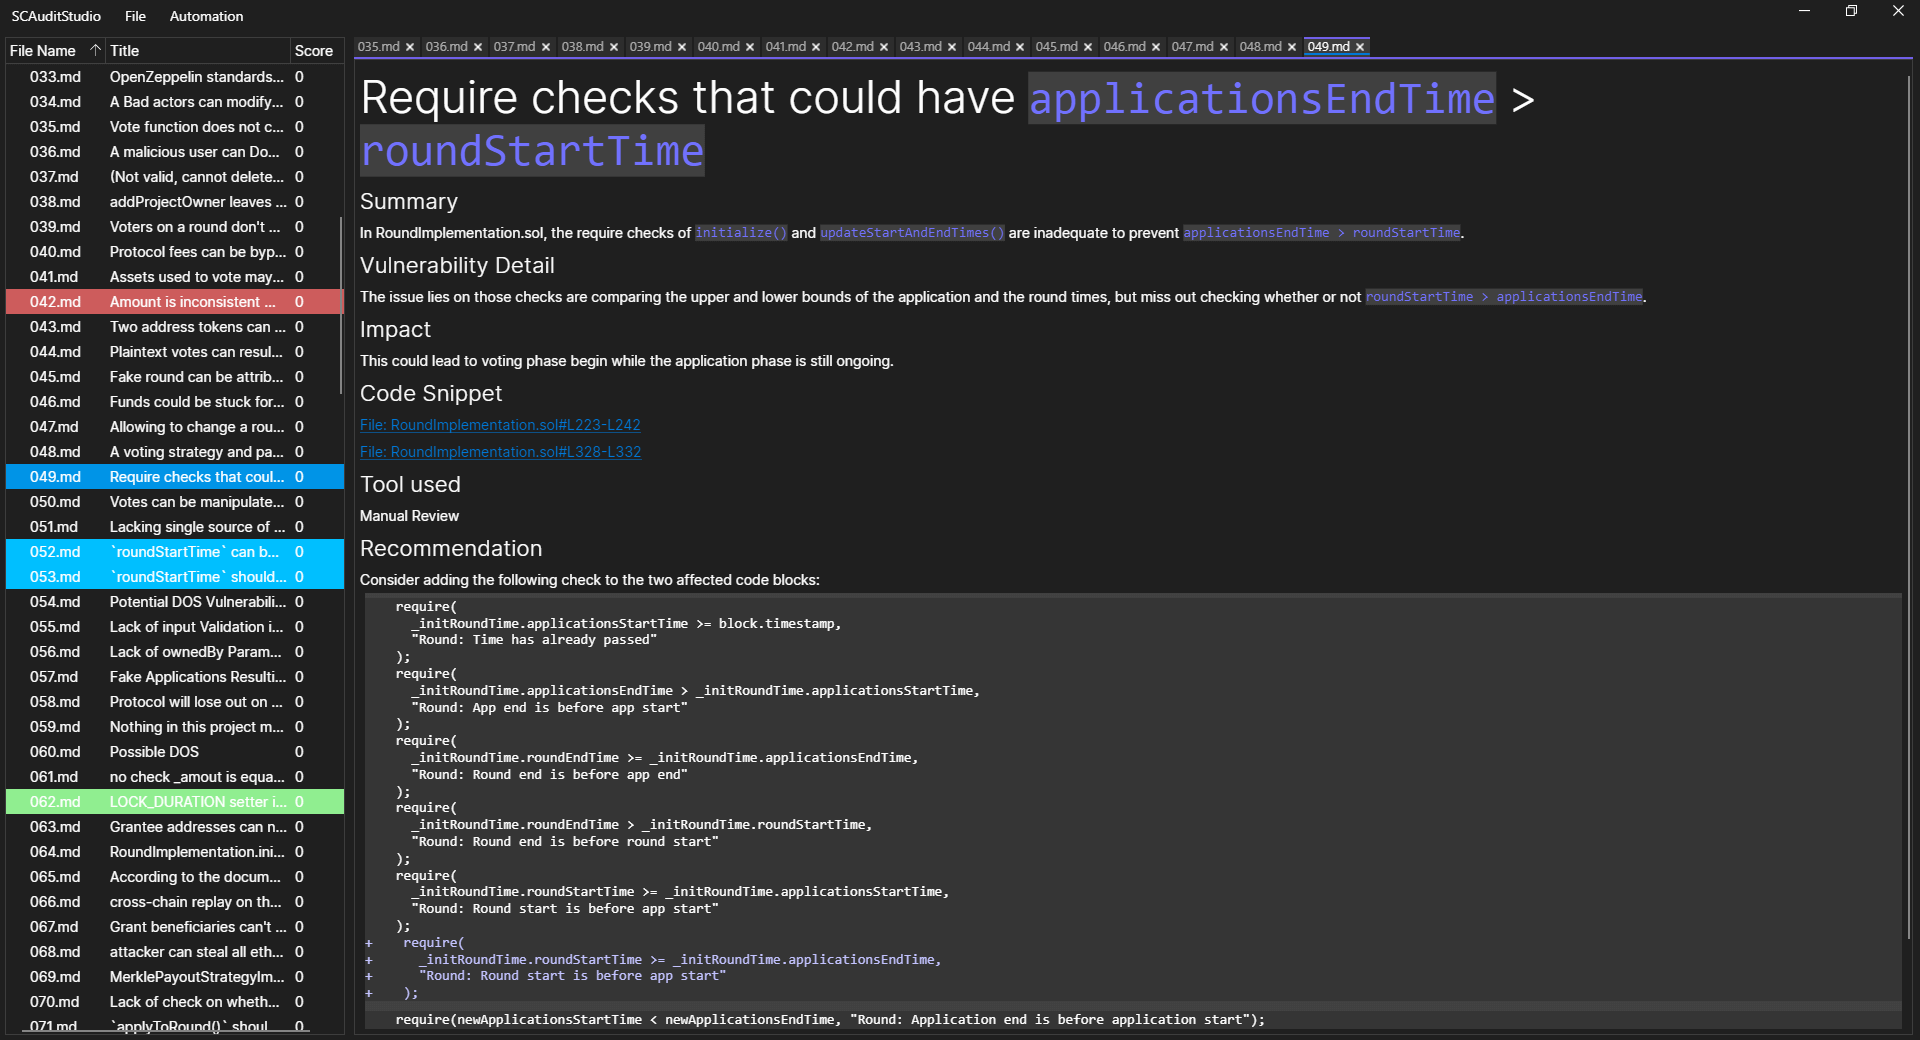 SCAuditStudio File Automation
File Name Title Score
035.md 036.md 037.md 038.md 039.md 040.md 041.md 042.md 043.md 044.md 045.md 046.md 047.md 048.md 049.md
033.md OpenZeppelin standards... 0
034.md A Bad actors can modify... 0
035.md Vote function does not c... 0
036.md A malicious user can Do... 0
037.md (Not valid, cannot delete... 0
038.md addProjectOwner leaves ... 0
039.md Voters on a round don't ... 0
040.md Protocol fees can be byp... 0
041.md Assets used to vote may... 0
042.md Amount is inconsistent ... 0
043.md Two address tokens can ... 0
044.md Plaintext votes can resul... 0
045.md Fake round can be attrib... 0
046.md Funds could be stuck for... 0
047.md Allowing to change a rou... 0
048.md A voting strategy and pa... 0
049.md Require checks that coul... 0
050.md Votes can be manipulate... 0
051.md Lacking single source of ... 0
052.md `roundStartTime` can b... 0
053.md `roundStartTime` should... 0
054.md Potential DOS Vulnerabili... 0
055.md Lack of input Validation i... 0
056.md Lack of ownedBy Param... 0
057.md Fake Applications Resulti... 0
058.md Protocol will lose out on ... 0
059.md Nothing in this project m... 0
060.md Possible DOS 0
061.md no check _amout is equa... 0
062.md LOCK_DURATION setter i... 0
063.md Grantee addresses can n... 0
064.md RoundImplementation.ini... 0
065.md According to the docum... 0
066.md cross-chain replay on th... 0
067.md Grant beneficiaries can't ... 0
068.md attacker can steal all eth... 0
069.md MerklePayoutStrategyIm... 0
070.md Lack of check on wheth... 0
071.md `applyToRound()` shoul 0
Require checks that could have applicationsEndTime >
roundStartTime
Summary
In RoundImplementation.sol, the require checks of initialize() and updateStartAndEndTimes() are inadequate to prevent applicationsEndTime > roundStartTime.
Vulnerability Detail
The issue lies on those checks are comparing the upper and lower bounds of the application and the round times, but miss out checking whether or not roundStartTime > applicationsEndTime.
Impact
This could lead to voting phase begin while the application phase is still ongoing.
Code Snippet
File: RoundImplementation.sol#L223-L242
File: RoundImplementation.sol#L328-L332
Tool used
Manual Review
Recommendation
Consider adding the following check to the two affected code blocks:
require(
_initRoundTime.applicationsStartTime >= block.timestamp,
"Round: Time has already passed"
);
require(
_initRoundTime.applicationsEndTime > _initRoundTime.applicationsStartTime,
"Round: App end is before app start"
);
require(
_initRoundTime.roundEndTime >= _initRoundTime.applicationsEndTime,
"Round: Round end is before app end"
);
require(
_initRoundTime.roundEndTime > _initRoundTime.roundStartTime,
"Round: Round end is before round start"
);
require(
_initRoundTime.roundStartTime >= _initRoundTime.applicationsStartTime,
"Round: Round start is before app start"
);
+ require(
+ _initRoundTime.roundStartTime >= _initRoundTime.applicationsEndTime,
+ "Round: Round start is before app start"
+ );
require(newApplicationsStartTime < newApplicationsEndTime, "Round: Application end is before application start");